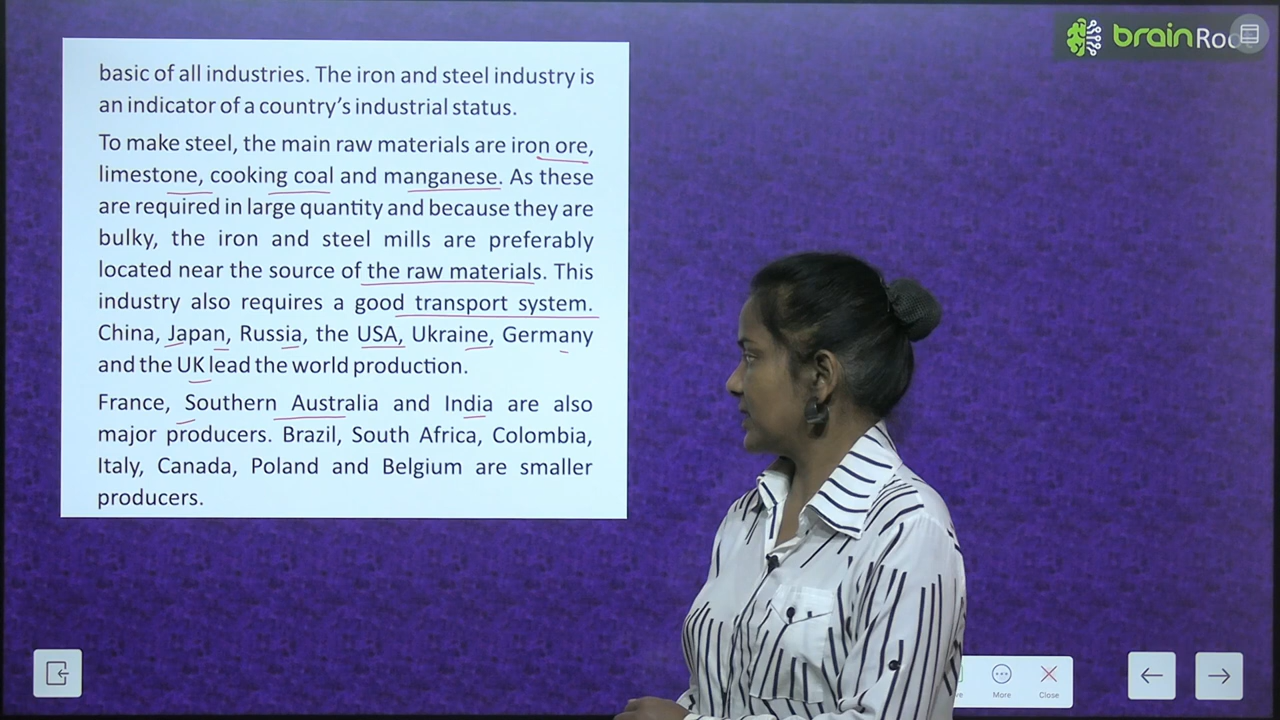 brainRoo
basic of all industries. The iron and steel industry is
an indicator of a country's industrial status.
To make steel, the main raw materials are iron ore,
limestone, cooking coal and manganese. As these
are required in large quantity and because they are
bulky, the iron and steel mills are preferably
located near the source of the raw materials. This
industry also requires a good transport system.
China, Japan, Russia, the USA, Ukraine, Germany
and the UK lead the world production.
France, Southern Australia and India are also
major producers. Brazil, South Africa, Colombia,
Italy, Canada, Poland and Belgium are smaller
producers.
More
Close